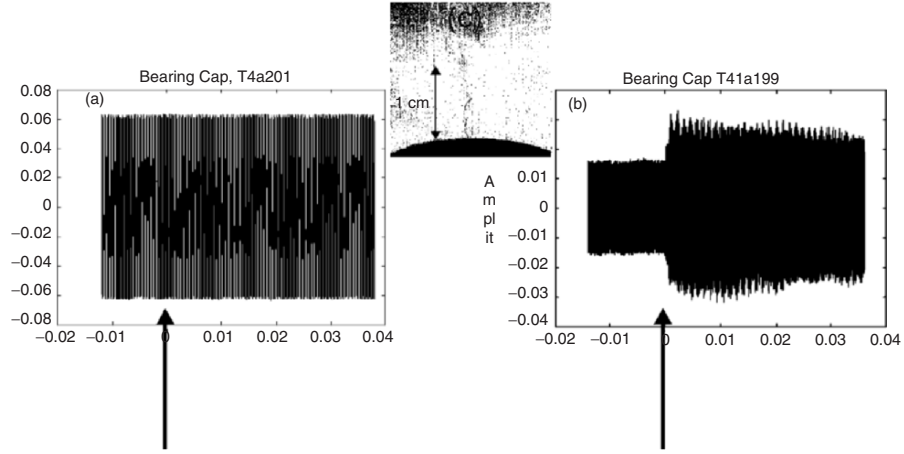 Bearing Cap, T4a201
(a)
0.08
0.06
0.04
0.02
0
−0.02
−0.04
−0.06
−0.08
−0.02 −0.01 0 0.01 0.02 0.03 0.04
(C)
1 cm
A
m
pl
it
Bearing Cap T41a199
(b)
0.01
0
−0.01
−0.02
−0.03
−0.04
−0.02 −0.01 0 0.01 0.02 0.03 0.04